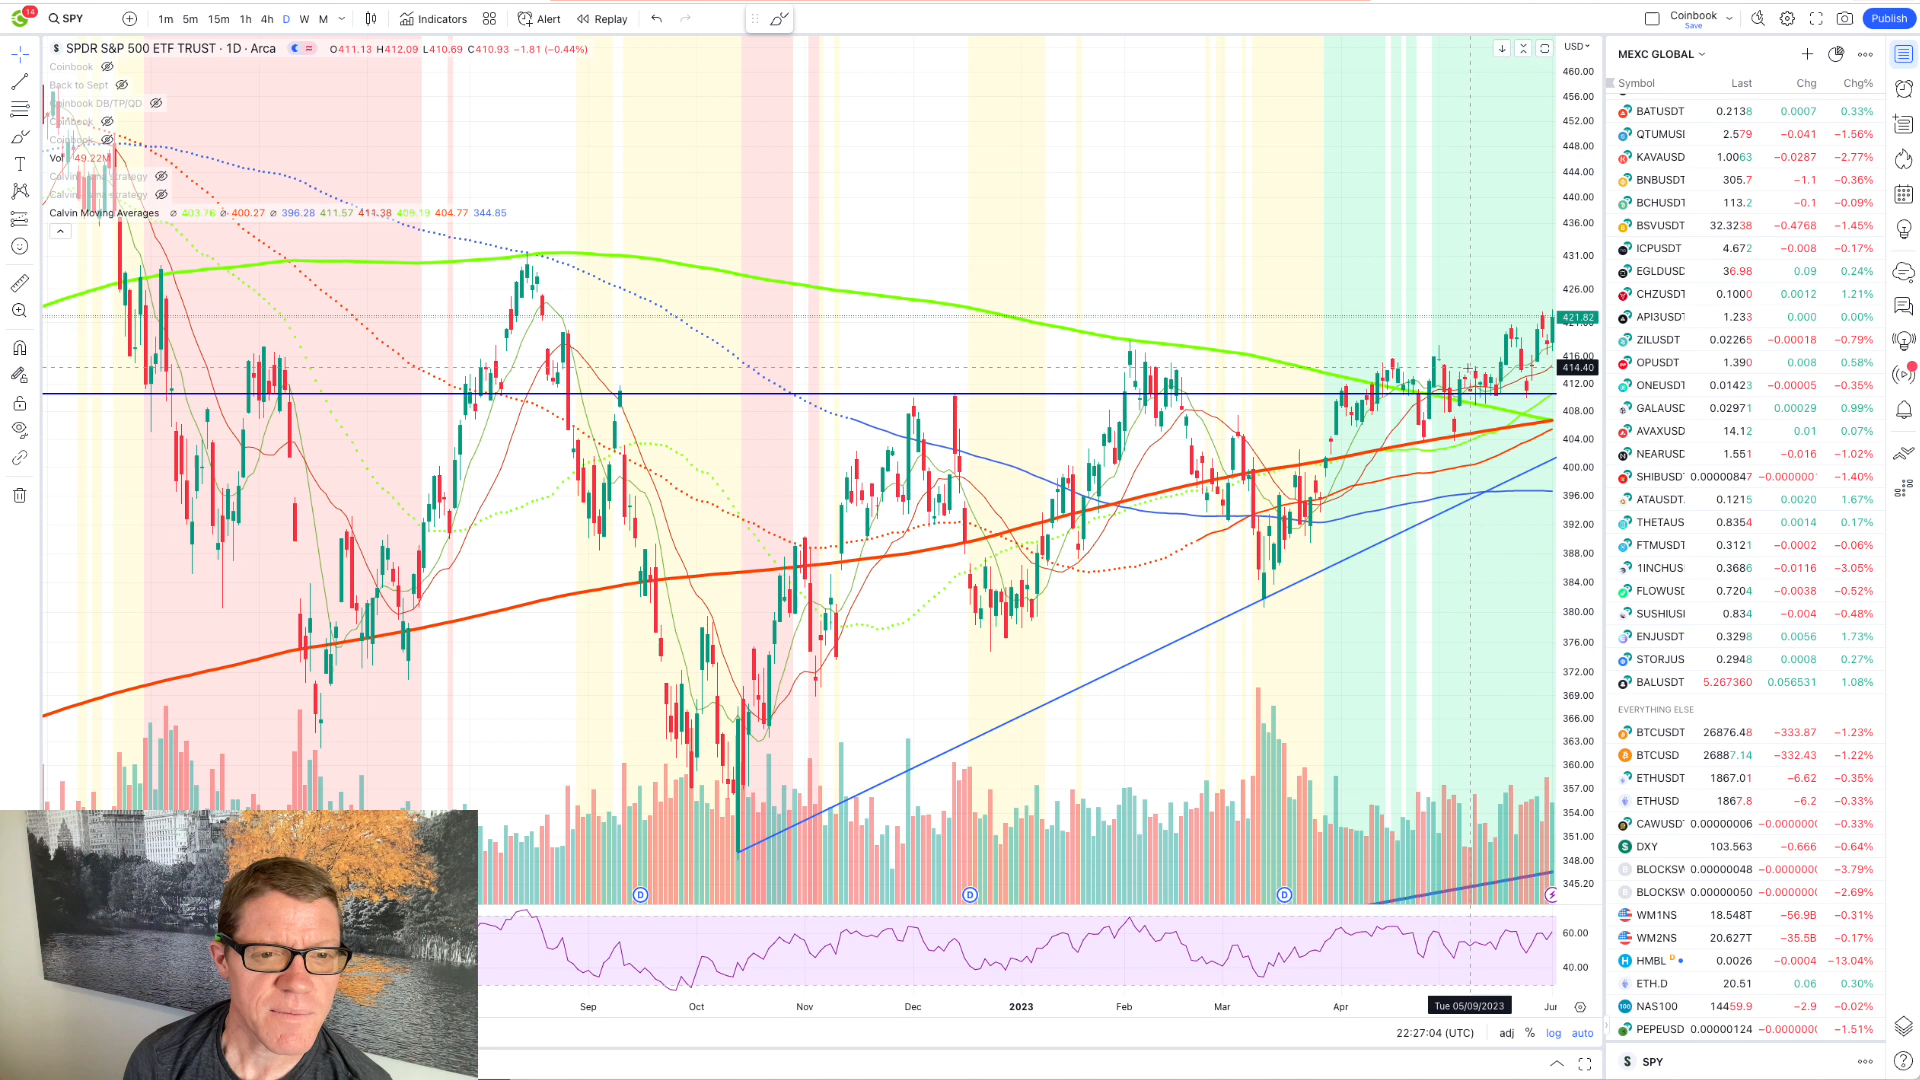 14
SPY
1m 5m 15m 1h 4h D W M
Indicators
Alert
Replay
Coinbook
Save
Publish
S SPDR S&P 500 ETF TRUST · 1D · Arca O411.13 H412.09 L410.69 C410.93 −1.81 (−0.44%)
Coinbook
Back to Sept
Coinbook DB/TP/QD
Coinbook
Coinbook
Vol 49.22M
Calvin
strategy
Calvin
strategy
Calvin Moving Averages ∅ 403.76 ∅ 400.27 ∅ 396.28 411.57 411.38 409.19 404.77 344.85
USD
460.00
456.00
452.00
448.00
444.00
440.00
436.00
431.00
426.00
421.82
416.00
414.40
412.00
408.00
404.00
400.00
396.00
392.00
388.00
384.00
380.00
376.00
372.00
369.00
366.00
363.00
360.00
357.00
354.00
351.00
348.00
345.20
60.00
40.00
D D D
Sep Oct Nov Dec 2023 Feb Mar Apr Tue 05/09/2023 Jun
22:27:04 (UTC) adj % log auto
MEXC GLOBAL
Symbol Last Chg Chg%
BATUSDT 0.2138 0.0007 0.33%
QTUMUSI 2.579 −0.041 −1.56%
KAVAUSD 1.0063 −0.0287 −2.77%
BNBUSDT 305.7 −1.1 −0.36%
BCHUSDT 113.2 −0.1 −0.09%
BSVUSDT 32.3238 −0.4768 −1.45%
ICPUSDT 4.672 −0.008 −0.17%
EGLDUSD 36.98 0.09 0.24%
CHZUSDT 0.1000 0.0012 1.21%
API3USDT 1.233 0.000 0.00%
ZILUSDT 0.02265 −0.00018 −0.79%
OPUSDT 1.390 0.008 0.58%
ONEUSDT 0.01423 −0.00005 −0.35%
GALAUSD 0.02971 0.00029 0.99%
AVAXUSD 14.12 0.01 0.07%
NEARUSD 1.551 −0.016 −1.02%
SHIBUSD 0.00000847 −0.0000001 −1.40%
ATAUSDT 0.1215 0.0020 1.67%
THETAUS 0.8354 0.0014 0.17%
FTMUSDT 0.3121 −0.0002 −0.06%
1INCHUS 0.3686 −0.0116 −3.05%
FLOWUSD 0.7204 −0.0038 −0.52%
SUSHIUSI 0.834 −0.004 −0.48%
ENJUSDT 0.3298 0.0056 1.73%
STORJUS 0.2948 0.0008 0.27%
BALUSDT 5.267360 0.056531 1.08%
EVERYTHING ELSE
BTCUSDT 26876.48 −333.87 −1.23%
BTCUSD 26887.14 −332.43 −1.22%
ETHUSDT 1867.01 −6.62 −0.35%
ETHUSD 1867.8 −6.2 −0.33%
CAWUSD 0.00000006 −0.0000000 −0.33%
DXY 103.563 −0.666 −0.64%
BLOCKSW 0.00000048 −0.0000000 −3.79%
BLOCKSW 0.00000050 −0.0000000 −2.69%
WM1NS 18.548T −56.9B −0.31%
WM2NS 20.627T −35.5B −0.17%
HMBL D 0.0026 −0.0004 −13.04%
ETH.D 20.51 0.06 0.30%
NAS100 14459.9 −2.9 −0.02%
PEPEUSD 0.00000124 −0.0000000 −1.51%
S SPY